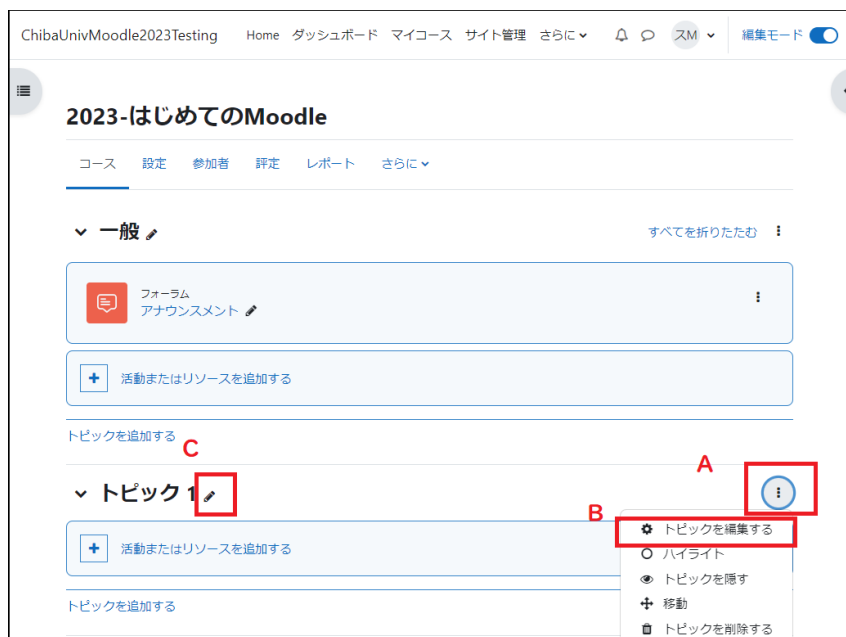 ChibaUnivMoodle2023Testing Home ダッシュボード マイコース サイト管理 さらに スM 編集モード
2023-はじめてのMoodle
コース 設定 参加者 評定 レポート さらに
一般 すべてを折りたたむ
フォーラム
アナウンスメント
活動またはリソースを追加する
トピックを追加する
C
A
トピック 1
B
トピックを編集する
活動またはリソースを追加する
ハイライト
トピックを隠す
トピックを追加する
移動
トピックを削除する